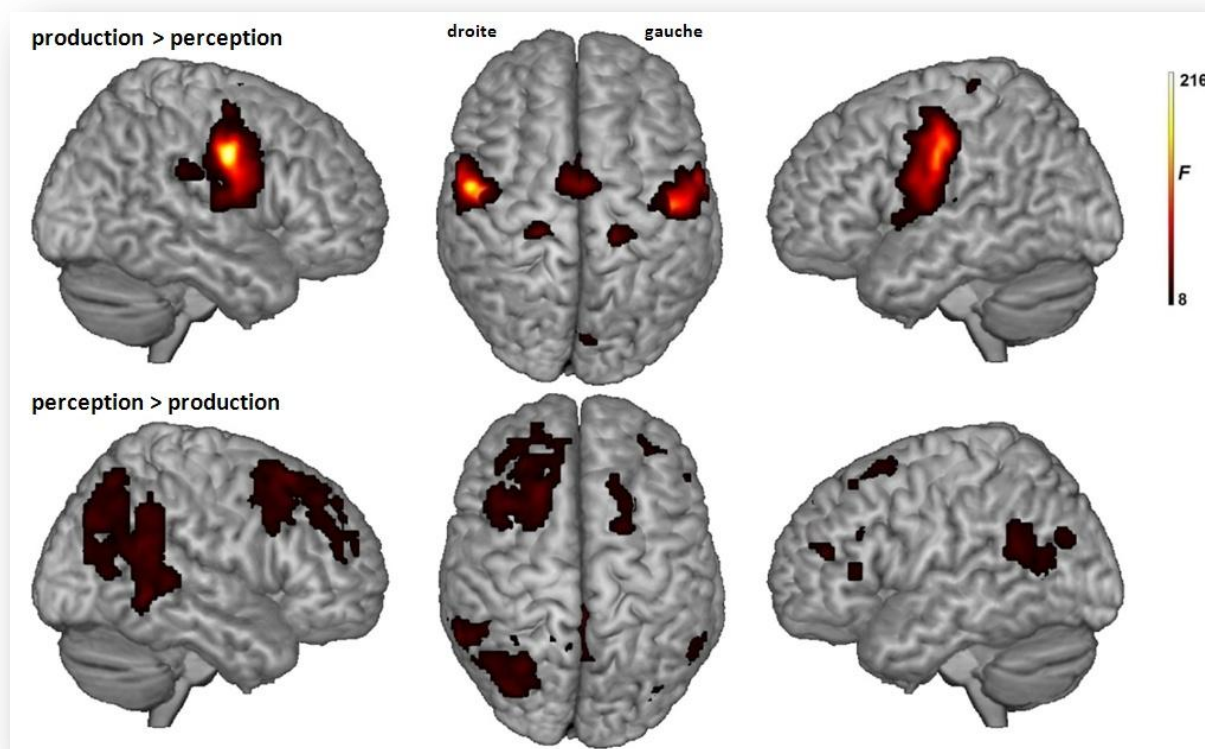 production > perception
droite
gauche
216
F
8
perception > production